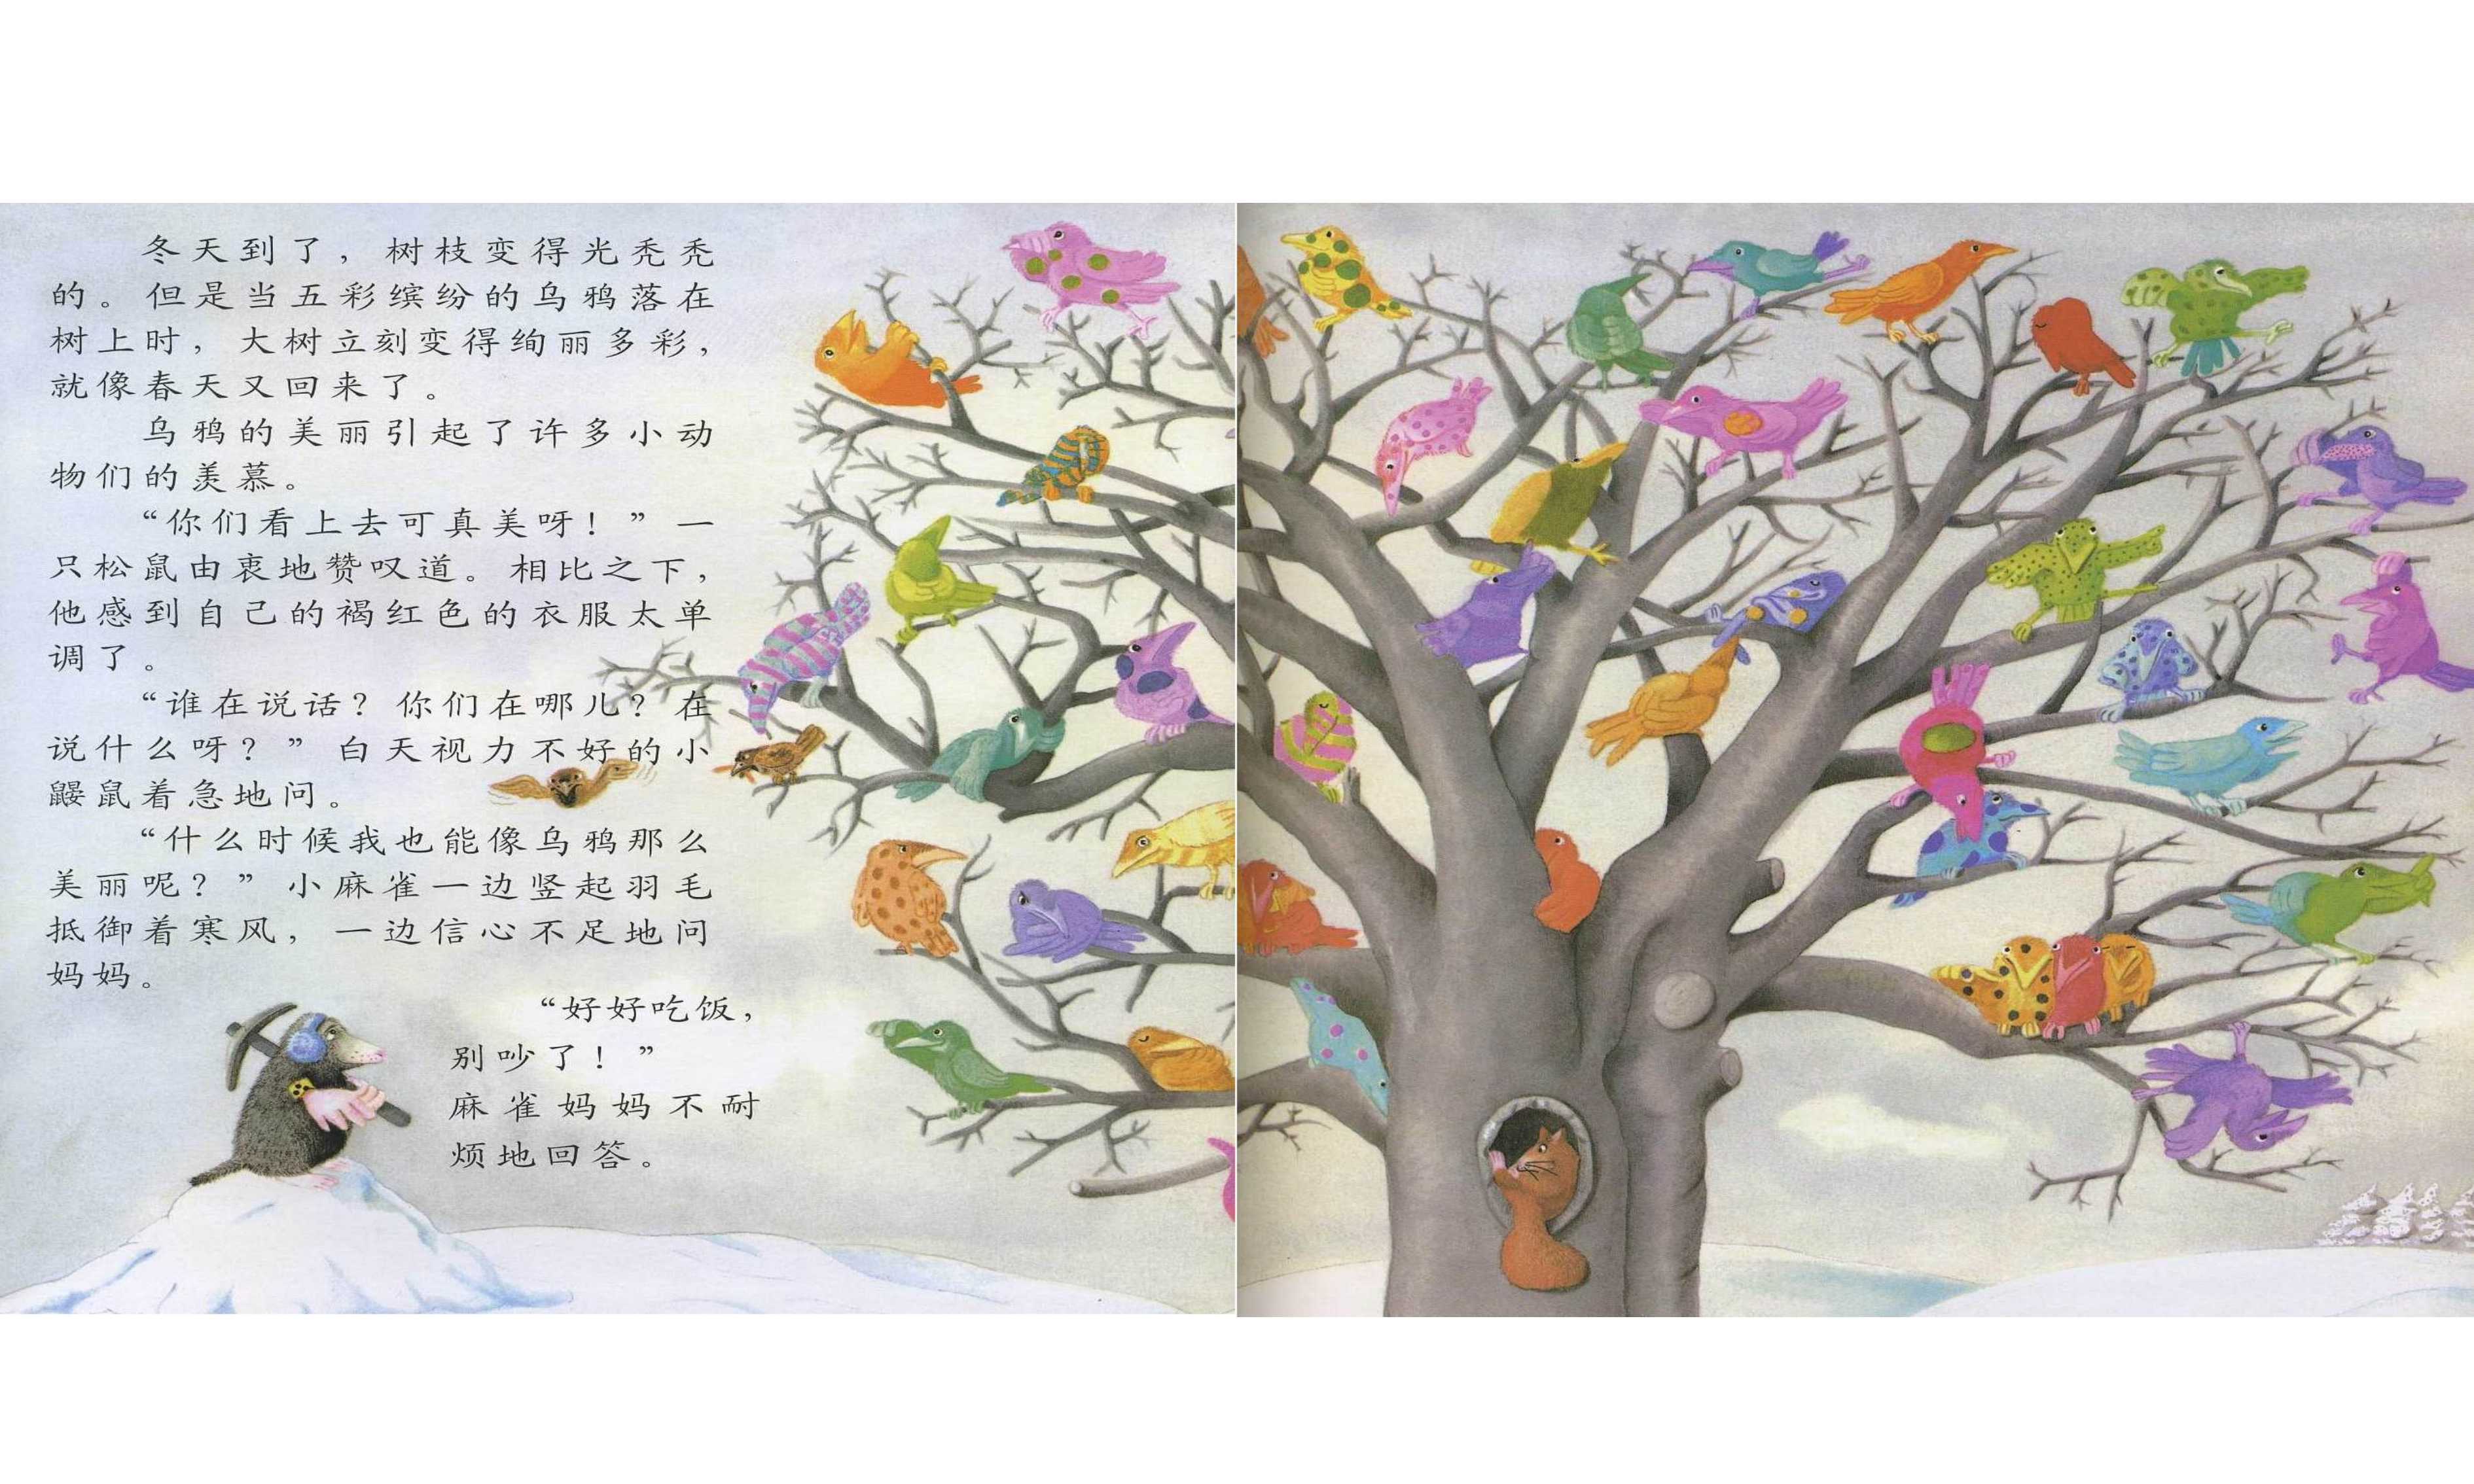 冬天到了，树枝变得光秃秃
的。但是当五彩缤纷的乌鸦落在
树上时，大树立刻变得绚丽多彩，
就像春天又回来了。
乌鸦的美丽引起了许多小动
物们的羡慕。
“你们看上去可真美呀！”一
只松鼠由衷地赞叹道。相比之下，
他感到自己的褐红色的衣服太单
调了。
“谁在说话？你们在哪儿？在
说什么呀？”白天视力不好的小
鼹鼠着急地问。
“什么时候我也能像乌鸦那么
美丽呢？”小麻雀一边竖起羽毛
抵御着寒风，一边信心不足地问
妈妈。
“好好吃饭，
别吵了！”
麻雀妈妈不耐
烦地回答。